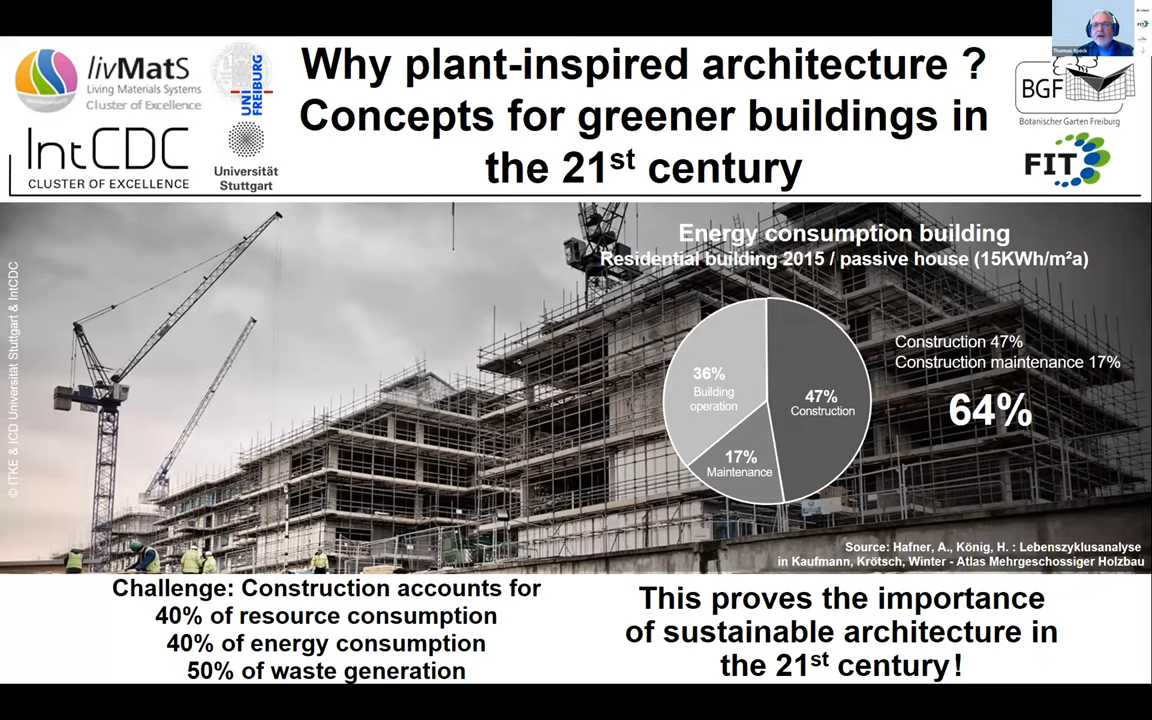 Thomas Speck
livMatS
Living Materials Systems
Cluster of Excellence
UNI
FREIBURG
IntCDC
CLUSTER OF EXCELLENCE
Universität
Stuttgart
Why plant-inspired architecture ?
Concepts for greener buildings in
the 21st century
BGF
Botanischer Garten Freiburg
FIT
© ITKE & ICD Universität Stuttgart & IntCDC
Energy consumption building
Residential building 2015 / passive house (15KWh/m²a)
36%
Building
operation
47%
Construction
17%
Maintenance
Construction 47%
Construction maintenance 17%
64%
Source: Hafner, A., König, H. : Lebenszyklusanalyse
in Kaufmann, Krötsch, Winter - Atlas Mehrgeschossiger Holzbau
Challenge: Construction accounts for
40% of resource consumption
40% of energy consumption
50% of waste generation
This proves the importance
of sustainable architecture in
the 21st century!